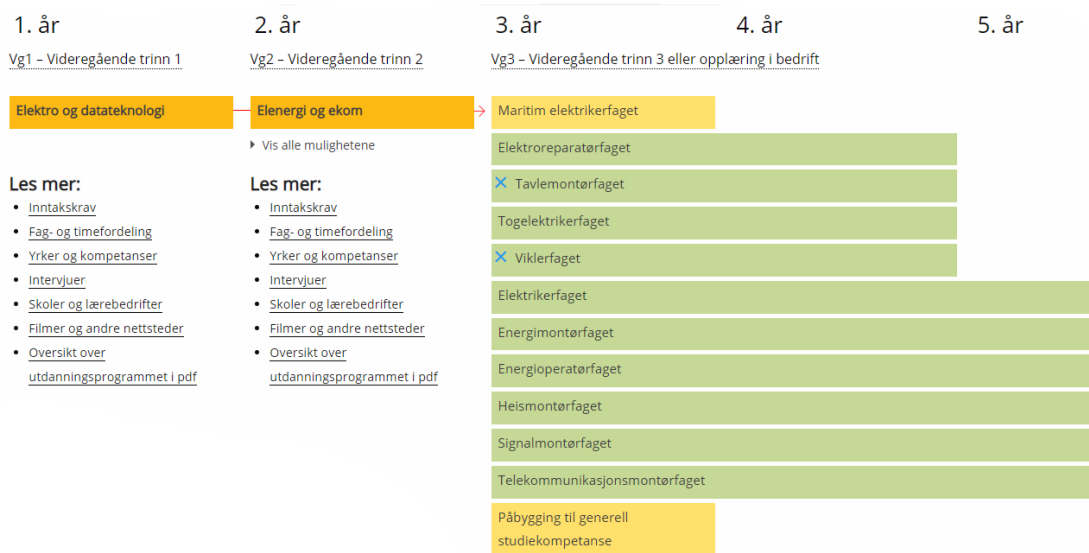 1. år
2. år
3. år
4. år
5. år
Vg1 – Videregående trinn 1
Vg2 – Videregående trinn 2
Vg3 – Videregående trinn 3 eller opplæring i bedrift
Elektro og datateknologi
Elenergi og ekom
Vis alle mulighetene
Les mer:
Inntakskrav
Fag- og timefordeling
Yrker og kompetanser
Intervjuer
Skoler og lærebedrifter
Filmer og andre nettsteder
Oversikt over
utdanningsprogrammet i pdf
Les mer:
Inntakskrav
Fag- og timefordeling
Yrker og kompetanser
Intervjuer
Skoler og lærebedrifter
Filmer og andre nettsteder
Oversikt over
utdanningsprogrammet i pdf
Maritim elektrikerfaget
Elektroreparatørfaget
Tavlemontørfaget
Togelektrikerfaget
Viklerfaget
Elektrikerfaget
Energimontørfaget
Energioperatørfaget
Heismontørfaget
Signalmontørfaget
Telekommunikasjonsmontørfaget
Påbygging til generell
studiekompetanse